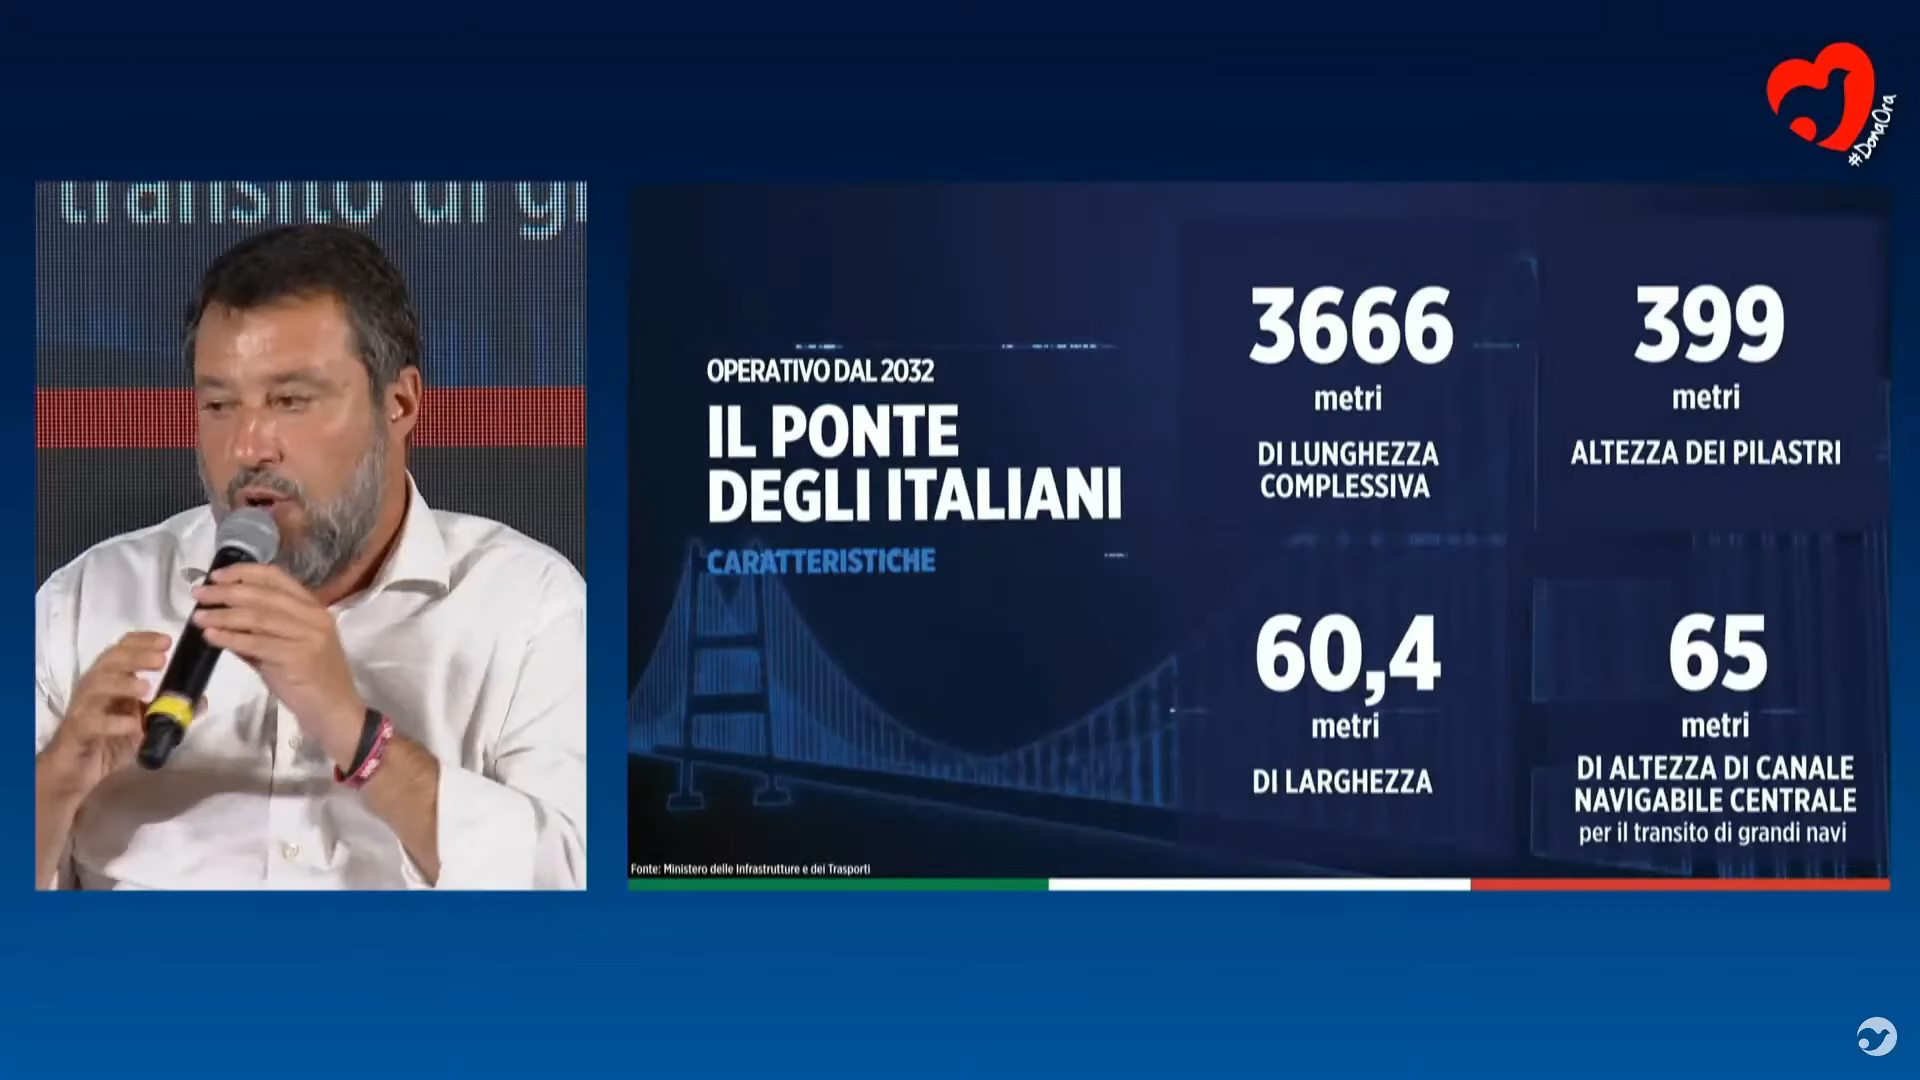 #DonaOra
transito di
OPERATIVO DAL 2032
IL PONTE
DEGLI ITALIANI
CARATTERISTICHE
3666
metri
DI LUNGHEZZA
COMPLESSIVA
399
metri
ALTEZZA DEI PILASTRI
60,4
metri
DI LARGHEZZA
65
metri
DI ALTEZZA DI CANALE
NAVIGABILE CENTRALE
per il transito di grandi navi
Fonte: Ministero delle Infrastrutture e dei Trasporti